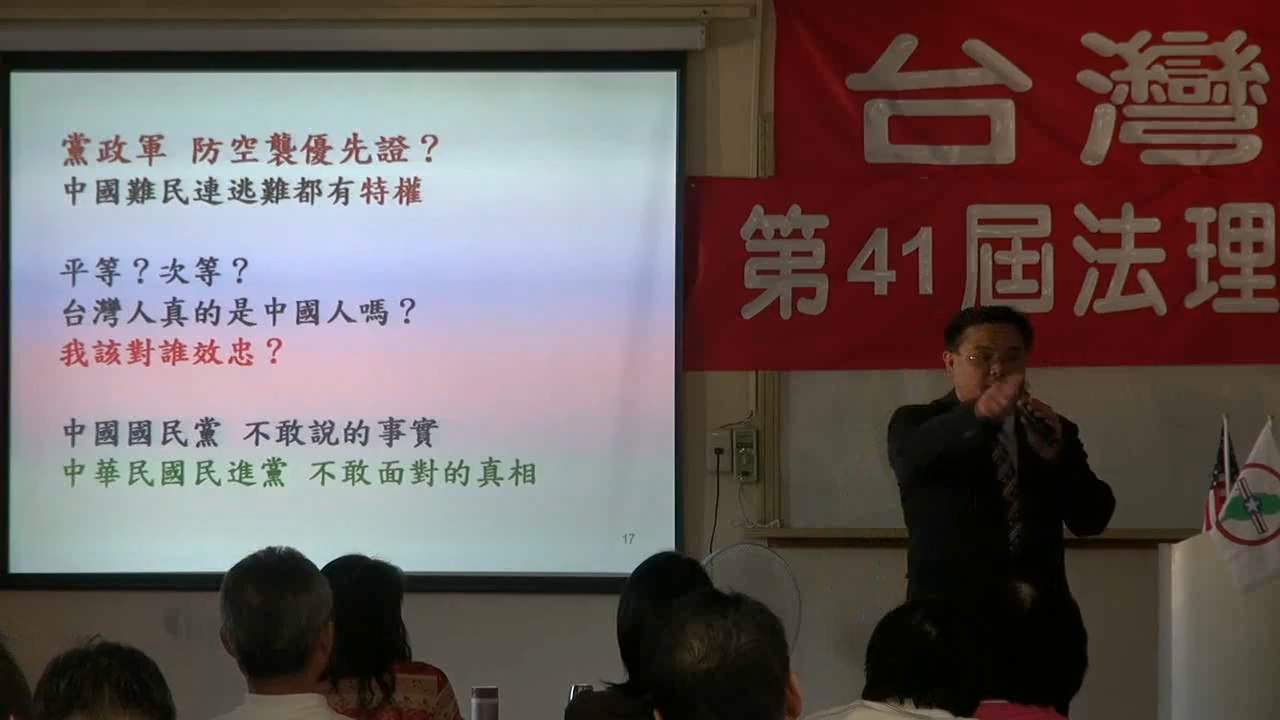 黨政軍 防空襲優先證？
中國難民連逃難都有特權
平等？次等？
台灣人真的是中國人嗎？
我該對誰效忠？
中國國民黨 不敢說的事實
中華民國民進黨 不敢面對的真相
17
台灣
第41屆法理